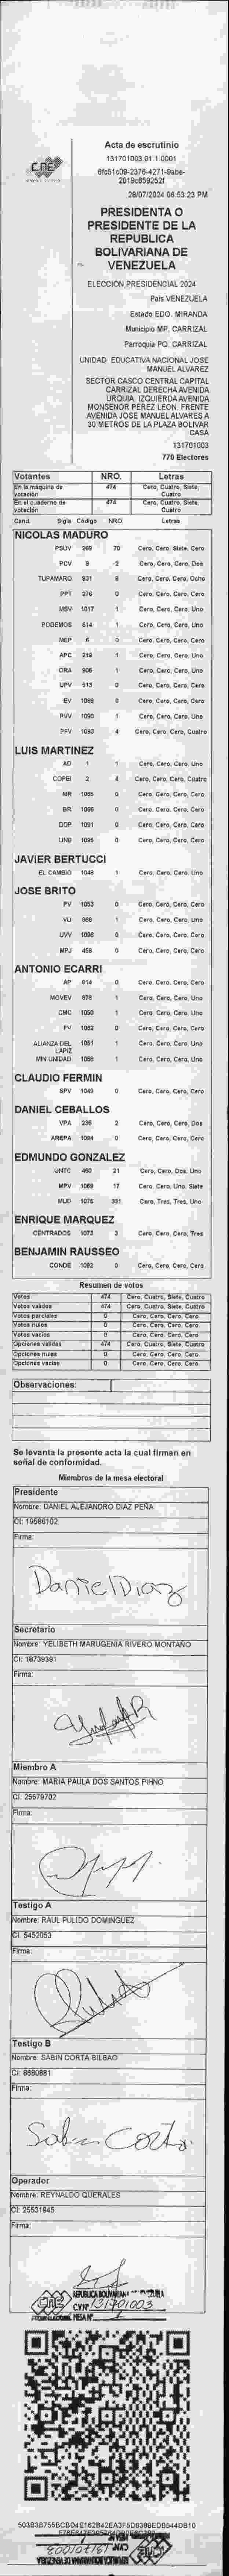 CNE
Acta de escrutinio
131701003.01.1.0001
6fc51c09-2376-4271-9abe-
2019c859252f
28/07/2024 06:53:23 PM
PRESIDENTA O
PRESIDENTE DE LA
REPUBLICA
BOLIVARIANA DE
VENEZUELA
ELECCIÓN PRESIDENCIAL 2024
País VENEZUELA
Estado EDO. MIRANDA
Municipio MP. CARRIZAL
Parroquia PQ. CARRIZAL
UNIDAD EDUCATIVA NACIONAL JOSE
MANUEL ALVAREZ
SECTOR CASCO CENTRAL CAPITAL
CARRIZAL DERECHA AVENIDA
URQUIA IZQUIERDA AVENIDA
MONSENOR PEREZ LEON. FRENTE
AVENIDA JOSE MANUEL ALVARES A
30 METROS DE LA PLAZA BOLIVAR
CASA
131701003
770 Electores
Votantes NRO. Letras
En la máquina de votación 474 Cero, Cuatro, Siete, Cuatro
En el cuaderno de votación 474 Cero, Cuatro, Siete, Cuatro
Cand. Sigla Código NRO. Letras
NICOLAS MADURO
PSUV 269 70 Cero, Cero, Siete, Cero
PCV 9 2 Cero, Cero, Cero, Dos
TUPAMARO 931 8 Cero, Cero, Cero, Ocho
PPT 276 0 Cero, Cero, Cero, Cero
MSV 1017 1 Cero, Cero, Cero, Uno
PODEMOS 514 1 Cero, Cero, Cero, Uno
MEP 6 0 Cero, Cero, Cero, Cero
APC 219 1 Cero, Cero, Cero, Uno
ORA 906 1 Cero, Cero, Cero, Uno
UPV 513 0 Cero, Cero, Cero, Cero
EV 1089 0 Cero, Cero, Cero, Cero
PVV 1090 1 Cero, Cero, Cero, Uno
PFV 1093 4 Cero, Cero, Cero, Cuatro
LUIS MARTINEZ
AD 1 1 Cero, Cero, Cero, Uno
COPEI 2 4 Cero, Cero, Cero, Cuatro
MR 1065 0 Cero, Cero, Cero, Cero
BR 1066 0 Cero, Cero, Cero, Cero
DDP 1091 0 Cero, Cero, Cero, Cero
UNE 1095 0 Cero, Cero, Cero, Cero
JAVIER BERTUCCI
EL CAMBIO 1048 1 Cero, Cero, Cero, Uno
JOSE BRITO
PV 1053 0 Cero, Cero, Cero, Cero
VU 968 1 Cero, Cero, Cero, Uno
UVV 1096 0 Cero, Cero, Cero, Cero
MPJ 455 0 Cero, Cero, Cero, Cero
ANTONIO ECARRI
AP 814 0 Cero, Cero, Cero, Cero
MOVEV 978 1 Cero, Cero, Cero, Uno
CMC 1050 1 Cero, Cero, Cero, Uno
FV 1062 0 Cero, Cero, Cero, Cero
ALIANZA DEL LAPIZ 1061 1 Cero, Cero, Cero, Uno
MIN UNIDAD 1068 1 Cero, Cero, Cero, Uno
CLAUDIO FERMIN
SPV 1049 0 Cero, Cero, Cero, Cero
DANIEL CEBALLOS
VPA 236 2 Cero, Cero, Cero, Dos
AREPA 1094 0 Cero, Cero, Cero, Cero
EDMUNDO GONZALEZ
UNTC 460 21 Cero, Cero, Dos, Uno
MPV 1069 17 Cero, Cero, Uno, Siete
MUD 1075 331 Cero, Tres, Tres, Uno
ENRIQUE MARQUEZ
CENTRADOS 1073 3 Cero, Cero, Cero, Tres
BENJAMIN RAUSSEO
CONDE 1092 0 Cero, Cero, Cero, Cero
Resumen de votos
Votos 474 Cero, Cuatro, Siete, Cuatro
Votos validos 474 Cero, Cuatro, Siete, Cuatro
Votos parciales 0 Cero, Cero, Cero, Cero
Votos nulos 0 Cero, Cero, Cero, Cero
Votos vacios 0 Cero, Cero, Cero, Cero
Opciones validas 474 Cero, Cuatro, Siete, Cuatro
Opciones nulas 0 Cero, Cero, Cero, Cero
Opciones vacias 0 Cero, Cero, Cero, Cero
Observaciones:
Se levanta la presente acta la cual firman en
señal de conformidad.
Miembros de la mesa electoral
Presidente
Nombre: DANIEL ALEJANDRO DIAZ PEÑA
CI: 19586102
Firma:
Daniel Diaz
Secretario
Nombre: YELIBETH MARUGENIA RIVERO MONTAÑO
CI: 18739391
Firma:
Miembro A
Nombre: MARIA PAULA DOS SANTOS PIHNO
CI: 25679702
Firma:
Testigo A
Nombre: RAUL PULIDO DOMINGUEZ
CI: 5452053
Firma:
Testigo B
Nombre: SABIN CORTA BILBAO
CI: 8680881
Firma:
Sabin Corta
Operador
Nombre: REYNALDO QUERALES
CI: 25531945
Firma:
CNE
REPUBLICA BOLIVARIANA DE VENEZUELA
C.V Nº 131701003
MESA Nº 1